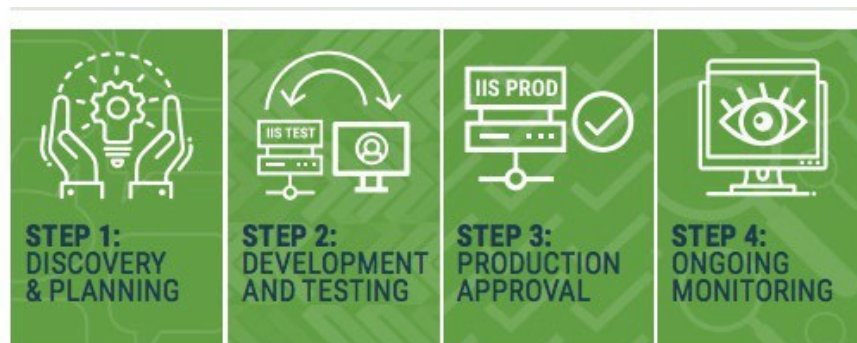 IIS TEST
IIS PROD
STEP 1:
DISCOVERY
& PLANNING
STEP 2:
DEVELOPMENT
AND TESTING
STEP 3:
PRODUCTION
APPROVAL
STEP 4:
ONGOING
MONITORING